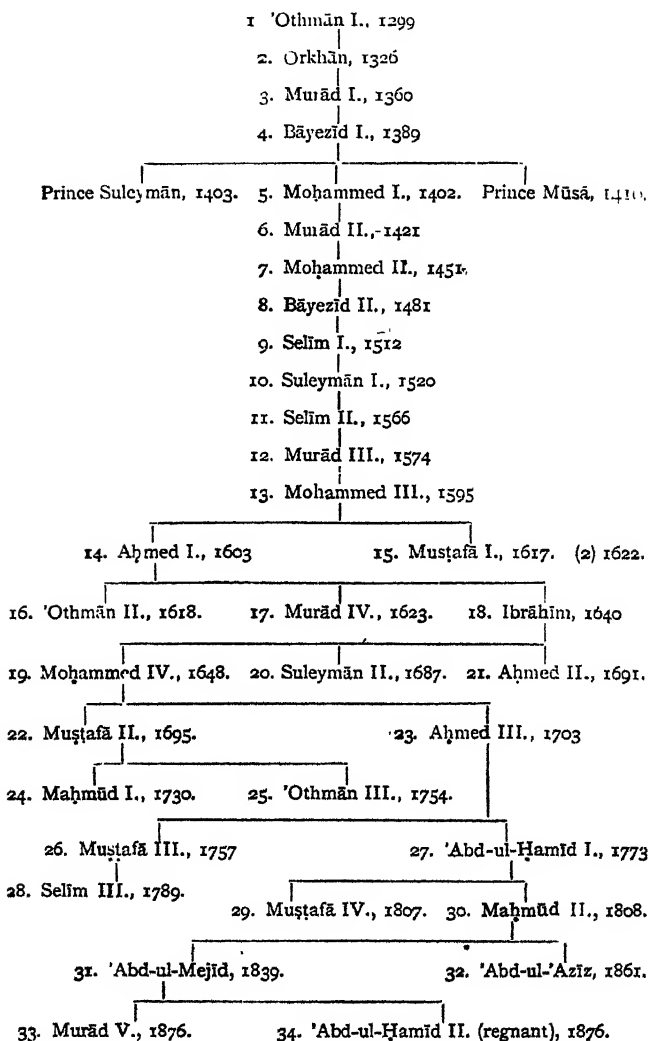 1 'Othmān I., 1299
2. Orkhān, 1326
3. Murād I., 1360
4. Bāyezīd I., 1389
Prince Suleymān, 1403. 5. Moḥammed I., 1402. Prince Mūsā, 1410.
6. Murād II., 1421
7. Moḥammed II., 1451.
8. Bāyezīd II., 1481
9. Selīm I., 1512
10. Suleymān I., 1520
11. Selīm II., 1566
12. Murād III., 1574
13. Moḥammed III., 1595
14. Aḥmed I., 1603 15. Muṣṭafā I., 1617. (2) 1622.
16. 'Othmān II., 1618. 17. Murād IV., 1623. 18. Ibrāhīm, 1640
19. Moḥammed IV., 1648. 20. Suleymān II., 1687. 21. Aḥmed II., 1691.
22. Muṣṭafā II., 1695. 23. Aḥmed III., 1703
24. Maḥmūd I., 1730. 25. 'Othmān III., 1754.
26. Muṣṭafā III., 1757 27. 'Abd-ul-Ḥamīd I., 1773
28. Selīm III., 1789.
29. Muṣṭafā IV., 1807. 30. Maḥmūd II., 1808.
31. 'Abd-ul-Mejīd, 1839. 32. 'Abd-ul-'Azīz, 1861.
33. Murād V., 1876. 34. 'Abd-ul-Ḥamīd II. (regnant), 1876.